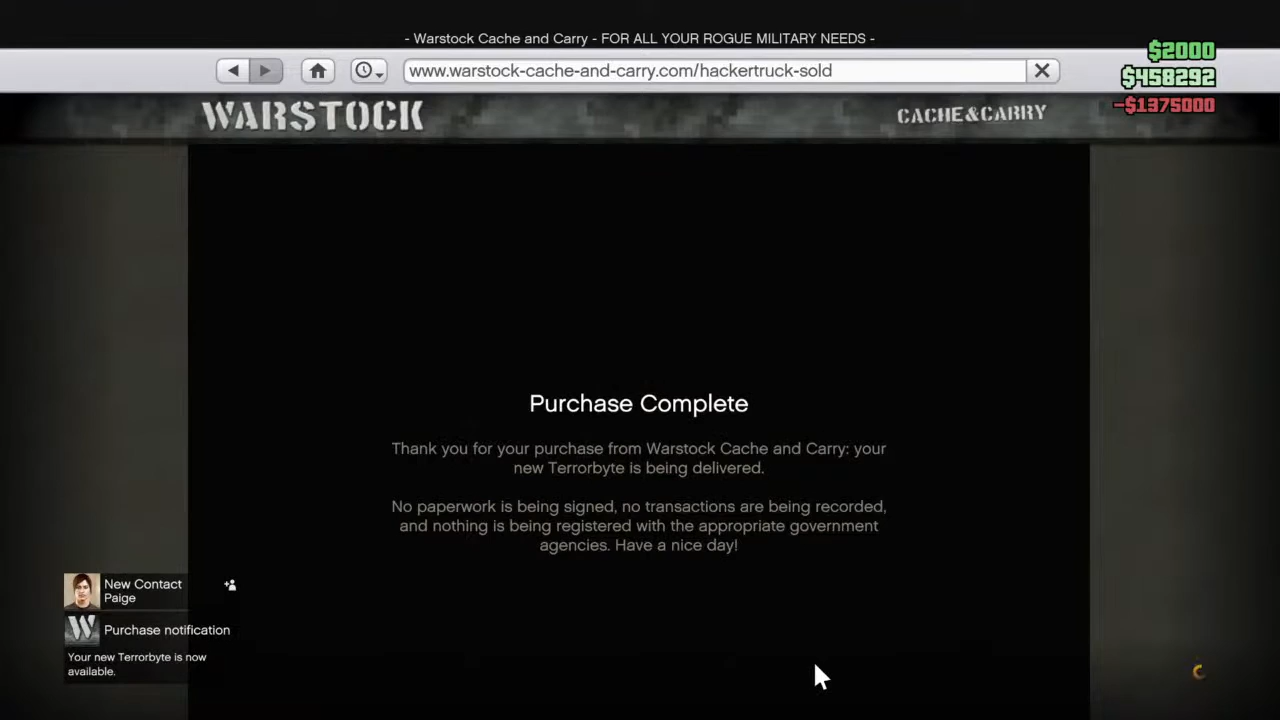 - Warstock Cache and Carry - FOR ALL YOUR ROGUE MILITARY NEEDS -
$2000
www.warstock-cache-and-carry.com/hackertruck-sold
$458292
-$1375000
WARSTOCK
CACHE&CARRY
Purchase Complete
Thank you for your purchase from Warstock Cache and Carry: your
new Terrorbyte is being delivered.
No paperwork is being signed, no transactions are being recorded,
and nothing is being registered with the appropriate government
agencies. Have a nice day!
New Contact
Paige
W
Purchase notification
Your new Terrorbyte is now
available.